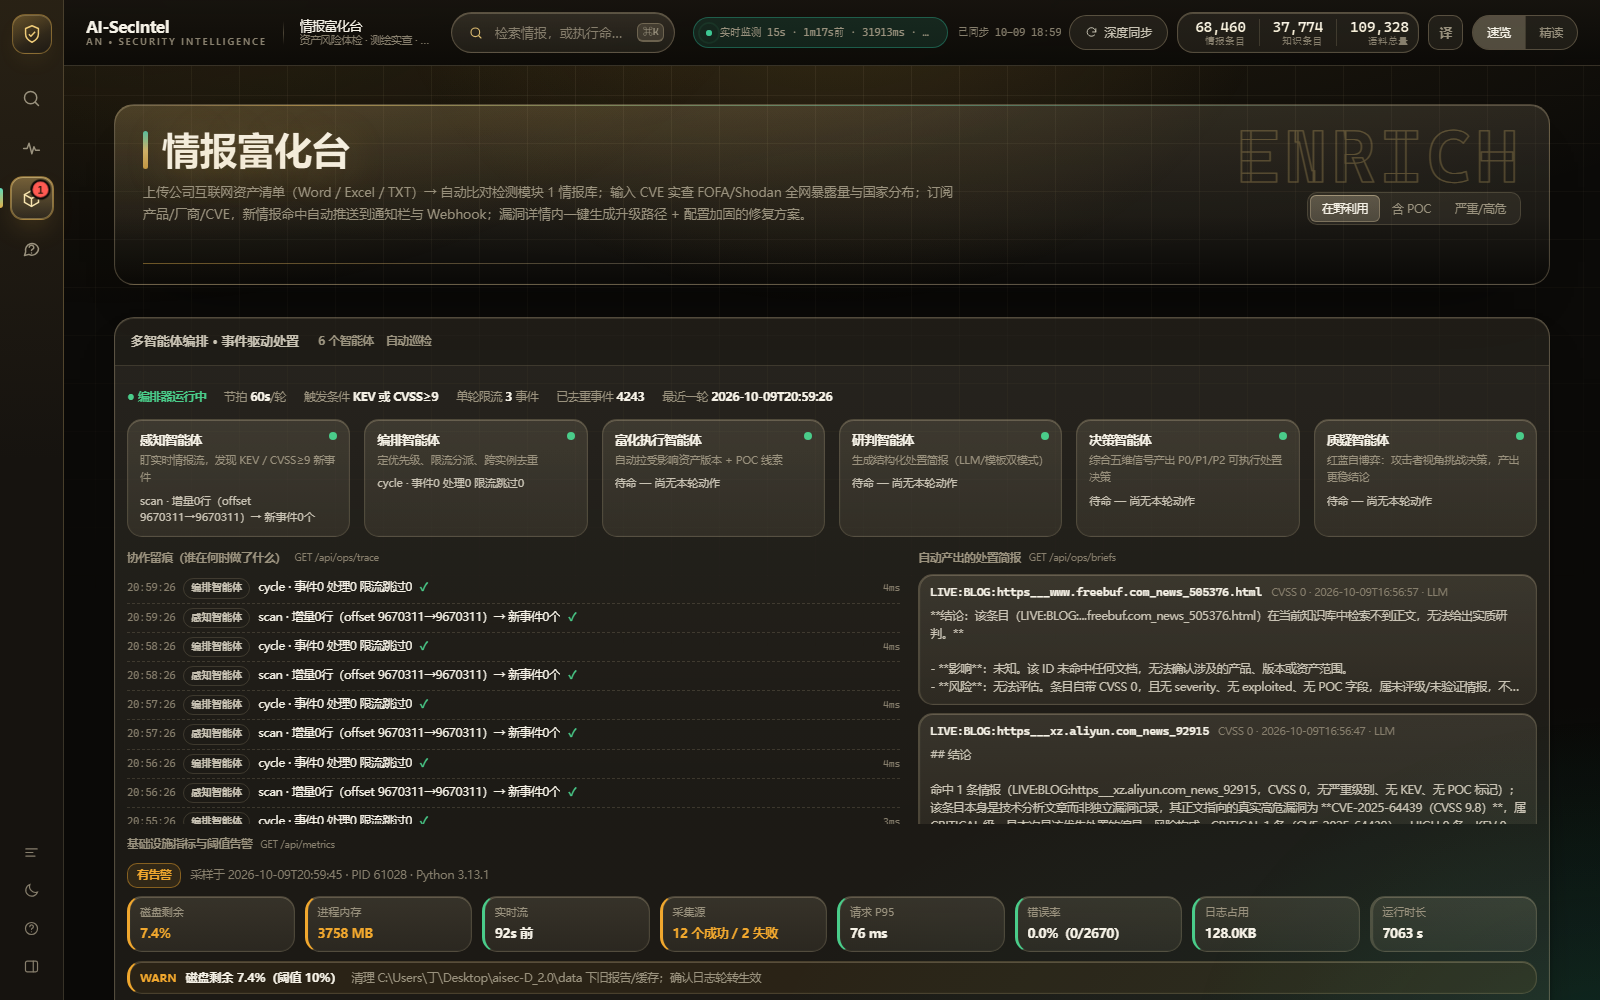 AI-SecIntel
AN • SECURITY INTELLIGENCE
情报富化台
资产风险体检 · 测绘实查 · ...
检索情报，或执行命...
⌘K
实时监测 15s · 1m17s前 · 31913ms · …
已同步 10-09 18:59
深度同步
68,460
情报条目
37,774
知识条目
109,328
语料总量
译
速览
精读
1
情报富化台
ENRICH
上传公司互联网资产清单（Word / Excel / TXT）→ 自动比对检测模块 1 情报库；输入 CVE 实查 FOFA/Shodan 全网暴露量与国家分布；订阅
产品/厂商/CVE，新情报命中自动推送到通知栏与 Webhook；漏洞详情内一键生成升级路径 + 配置加固的修复方案。
在野利用
含 POC
严重/高危
多智能体编排 • 事件驱动处置
6 个智能体
自动巡检
● 编排器运行中
节拍 60s/轮
触发条件 KEV 或 CVSS≥9
单轮限流 3 事件
已去重事件 4243
最近一轮 2026-10-09T20:59:26
感知智能体
盯实时情报流，发现 KEV / CVSS≥9 新事
件
scan · 增量0行（offset
9670311→9670311）→ 新事件0个
编排智能体
定优先级、限流分派、跨实例去重
cycle · 事件0 处理0 限流跳过0
富化执行智能体
自动拉受影响资产版本 + POC 线索
待命 — 尚无本轮动作
研判智能体
生成结构化处置简报（LLM/模板双模式）
待命 — 尚无本轮动作
决策智能体
综合五维信号产出 P0/P1/P2 可执行处置
决策
待命 — 尚无本轮动作
质疑智能体
红蓝自博弈：攻击者视角挑战决策，产出
更稳结论
待命 — 尚无本轮动作
协作留痕（谁在何时做了什么）
GET /api/ops/trace
20:59:26 编排智能体 cycle · 事件0 处理0 限流跳过0 ✓ 4ms
20:59:26 感知智能体 scan · 增量0行（offset 9670311→9670311）→ 新事件0个 ✓
20:58:26 编排智能体 cycle · 事件0 处理0 限流跳过0 ✓ 4ms
20:58:26 感知智能体 scan · 增量0行（offset 9670311→9670311）→ 新事件0个 ✓
20:57:26 编排智能体 cycle · 事件0 处理0 限流跳过0 ✓ 4ms
20:57:26 感知智能体 scan · 增量0行（offset 9670311→9670311）→ 新事件0个 ✓
20:56:26 编排智能体 cycle · 事件0 处理0 限流跳过0 ✓ 4ms
20:56:26 感知智能体 scan · 增量0行（offset 9670311→9670311）→ 新事件0个 ✓
20:55:26 编排智能体 cycle · 事件0 处理0 限流跳过0 ✓ 3ms
自动产出的处置简报
GET /api/ops/briefs
LIVE:BLOG:https___www.freebuf.com_news_505376.html
CVSS 0 · 2026-10-09T16:56:57 · LLM
**结论：该条目（LIVE:BLOG:...freebuf.com_news_505376.html）在当前知识库中检索不到正文，无法给出实质研
判。**
- **影响**：未知。该 ID 未命中任何文档，无法确认涉及的产品、版本或资产范围。
- **风险**：无法评估。条目自带 CVSS 0，且无 severity、无 exploited、无 POC 字段，属未评级/未验证情报，不...
LIVE:BLOG:https___xz.aliyun.com_news_92915
CVSS 0 · 2026-10-09T16:56:47 · LLM
## 结论
命中 1 条情报（LIVE:BLOG:https__xz.aliyun.com_news_92915，CVSS 0，无严重级别、无 KEV、无 POC 标记）；
该条目本身是技术分析文章而非独立漏洞记录，其正文指向的真实高危漏洞为 **CVE-2025-64439（CVSS 9.8）**，属
基础设施指标与阈值告警
GET /api/metrics
有告警
采样于 2026-10-09T20:59:45 · PID 61028 · Python 3.13.1
磁盘剩余
7.4%
进程内存
3758 MB
实时流
92s 前
采集源
12 个成功 / 2 失败
请求 P95
76 ms
错误率
0.0%（0/2670）
日志占用
128.0KB
运行时长
7063 s
WARN 磁盘剩余 7.4%（阈值 10%）
清理 C:\Users\丁\Desktop\aisec-D_2.0\data 下旧报告/缓存；确认日志轮转生效